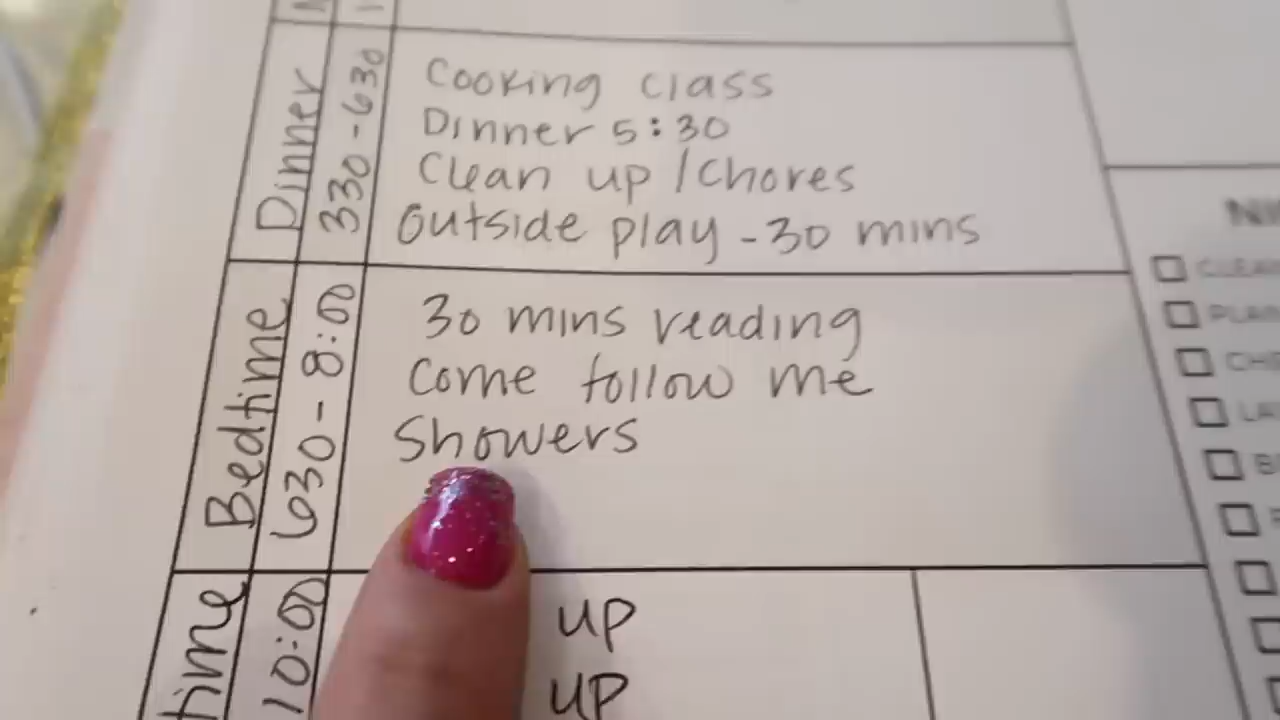 Dinner
330-630
Cooking class
Dinner 5:30
Clean up / Chores
Outside play - 30 mins
Bedtime
630-8:00
30 mins reading
Come follow me
Showers
time
10:00
up
up